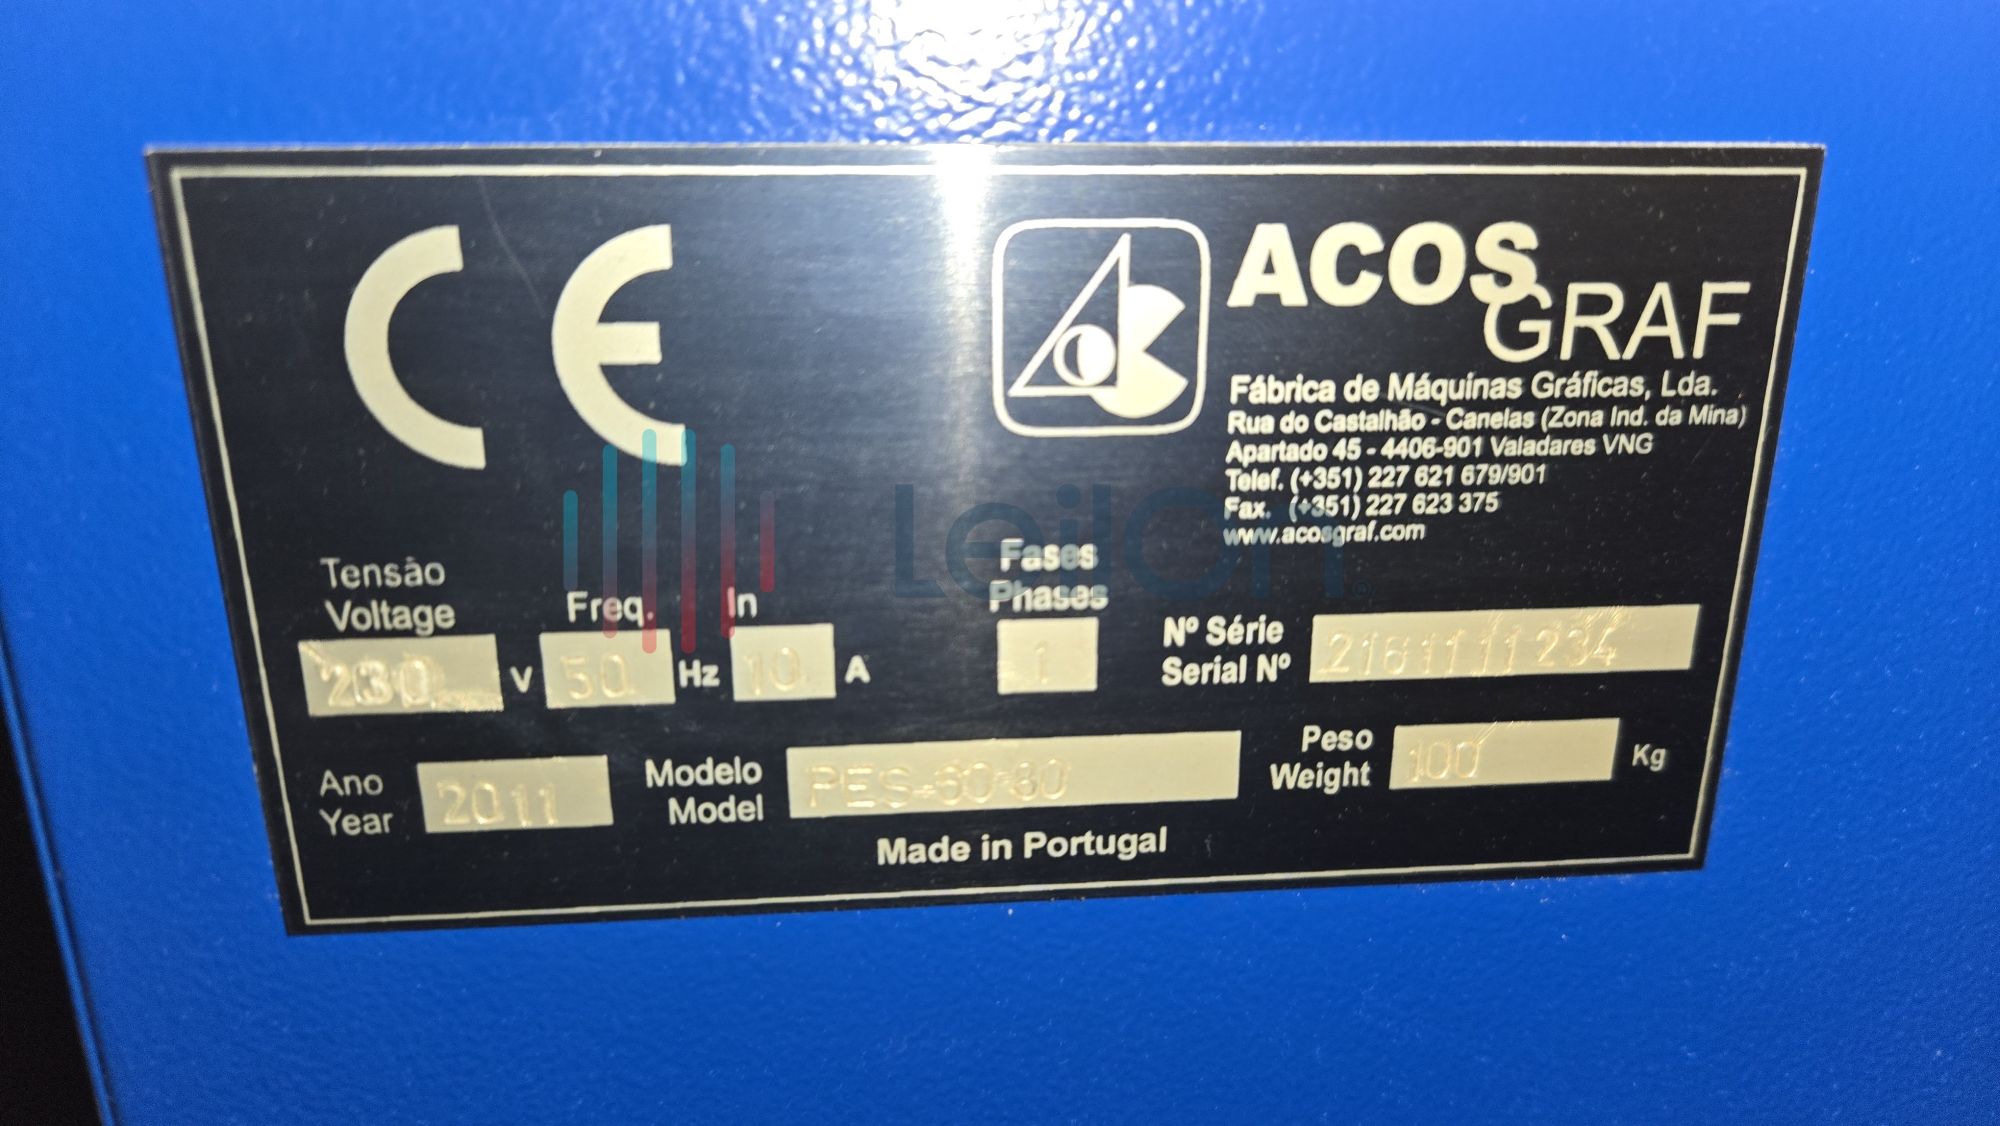 CE
ACOS
GRAF
Fábrica de Máquinas Gráficas, Lda.
Rua do Castalhão - Canelas (Zona Ind. da Mina)
Apartado 45 - 4406-901 Valadares VNG
Telef. (+351) 227 621 679/901
Fax. (+351) 227 623 375
www.acosgraf.com
LeilOn®
Tensão
Voltage
230 V
Freq.
50 Hz
In
10 A
Fases
Phases
1
Nº Série
Serial Nº
2161111234
Ano
Year
2011
Modelo
Model
PES-60-80
Peso
Weight
100 Kg
Made in Portugal